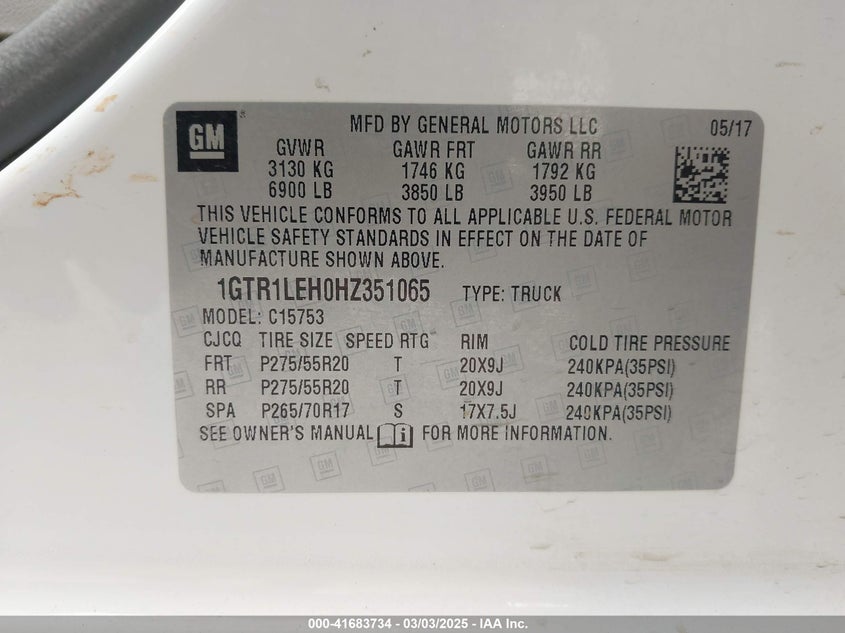 GM
MFD BY GENERAL MOTORS LLC 05/17
GVWR GAWR FRT GAWR RR
3130 KG 1746 KG 1792 KG
6900 LB 3850 LB 3950 LB
THIS VEHICLE CONFORMS TO ALL APPLICABLE U.S. FEDERAL MOTOR
VEHICLE SAFETY STANDARDS IN EFFECT ON THE DATE OF
MANUFACTURE SHOWN ABOVE.
1GTR1LEH0HZ351065 TYPE: TRUCK
MODEL: C15753
CJCQ TIRE SIZE SPEED RTG RIM COLD TIRE PRESSURE
FRT P275/55R20 T 20X9J 240KPA(35PSI)
RR P275/55R20 T 20X9J 240KPA(35PSI)
SPA P265/70R17 S 17X7.5J 240KPA(35PSI)
SEE OWNER'S MANUAL i FOR MORE INFORMATION.
000-41683734 - 03/03/2025 - IAA Inc.